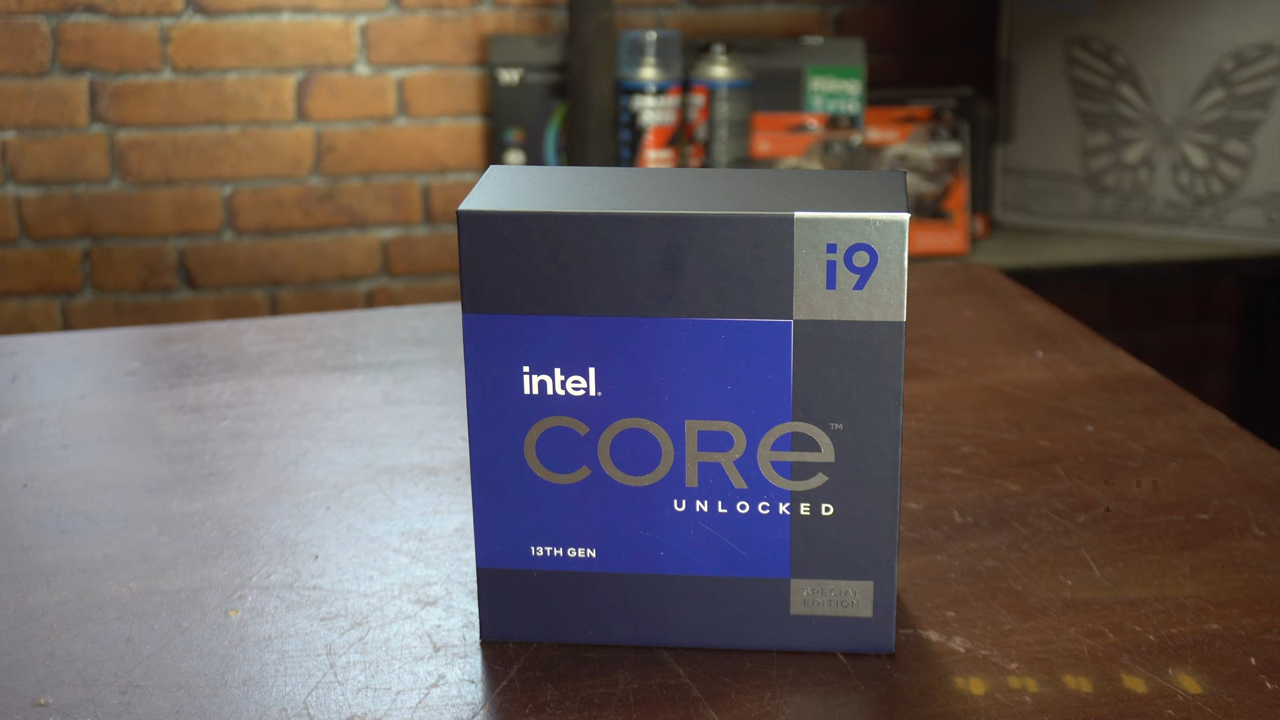 i9
intel.
CORe™
UNLOCKED
13TH GEN
SPECIAL
EDITION